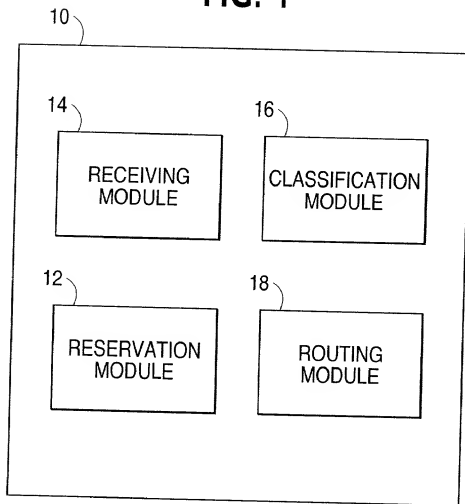 10
14
RECEIVING
MODULE
16
CLASSIFICATION
MODULE
12
RESERVATION
MODULE
18
ROUTING
MODULE